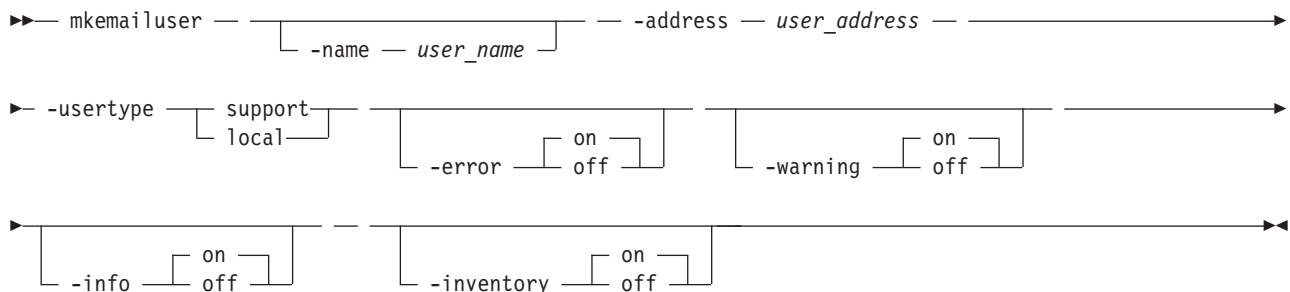 mkemailuser -address user_address
-name user_name
-usertype support
local
on on
-error off -warning off
on on
-info off -inventory off